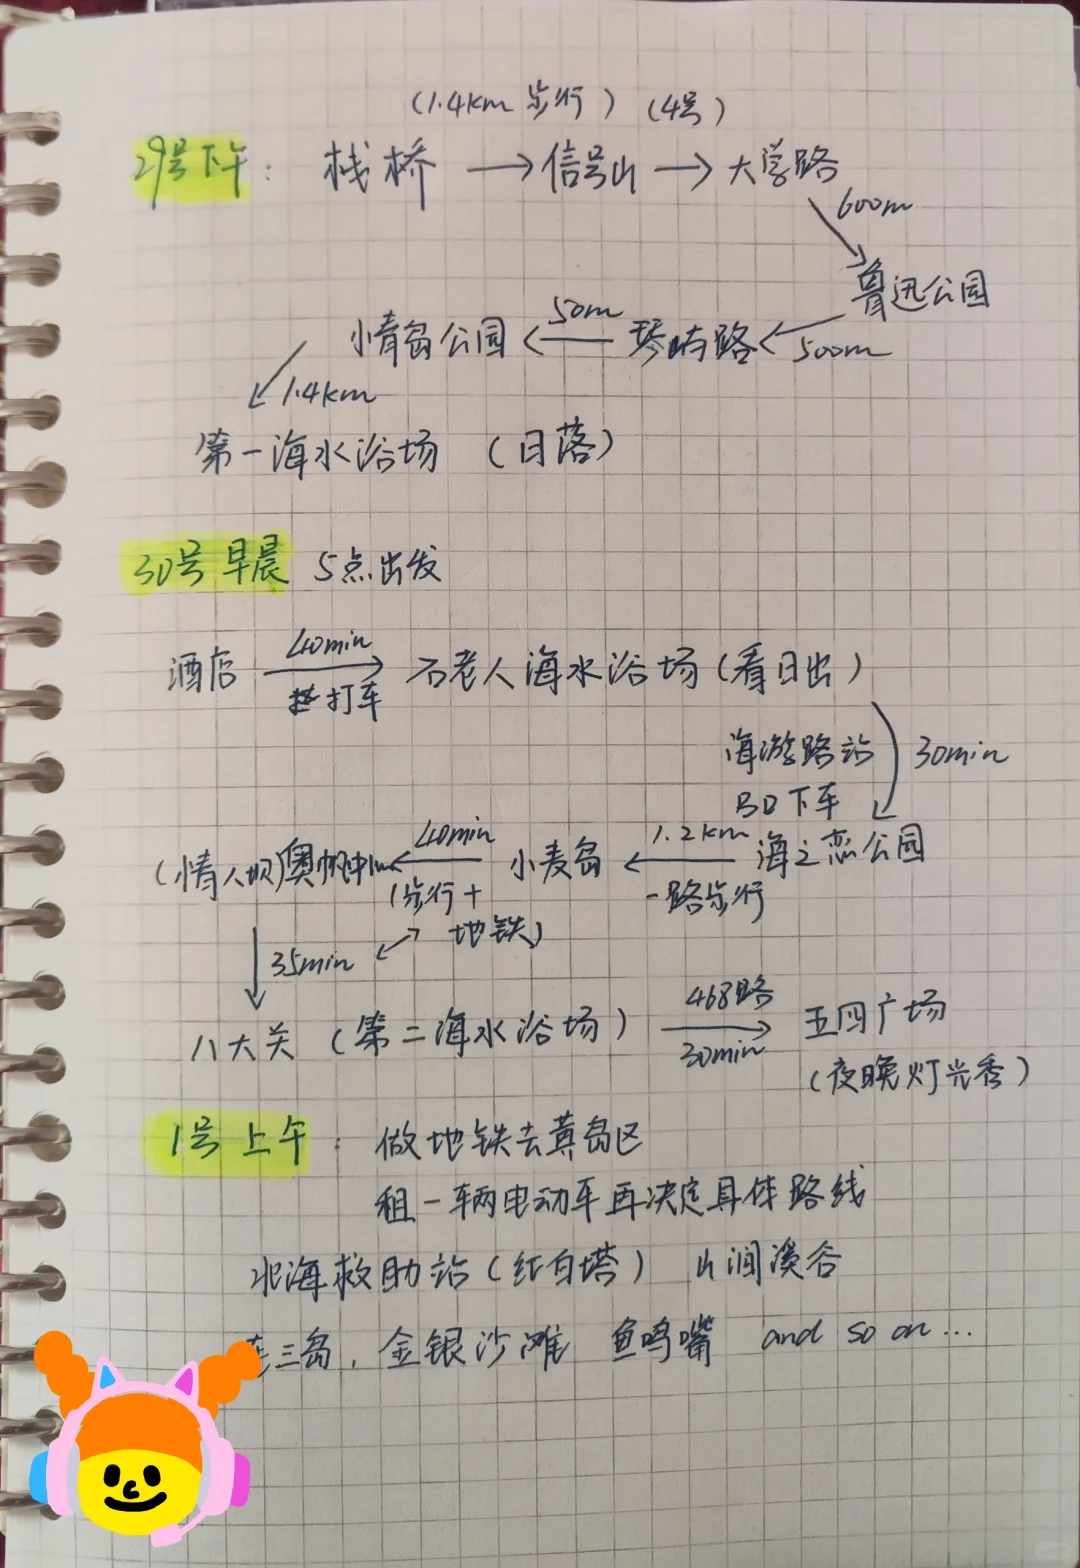 (1.4km 步行) (4号)
29号下午: 栈桥 → 信号山 → 大学路
600m
鲁迅公园
小青岛公园 ← 50m 琴屿路 ← 500m
1.4km
第一海水浴场 (日落)
30号早晨 5点出发
酒店 40min 打车 → 石老人海水浴场(看日出)
海游路站 30min
BD下车
(情人坝)奥帆中心 ← 40min 小麦岛 ← 1.2km 海之恋公园
(步行+ 一路步行
地铁)
35min
八大关 (第二海水浴场) 468路 30min → 五四广场
(夜晚灯光秀)
1号上午: 做地铁去黄岛区
租一车两电动车再决定具体路线
北海救助站(红白塔) 山涧溪谷
连三岛, 金银沙滩 鱼鸣嘴 and so on...